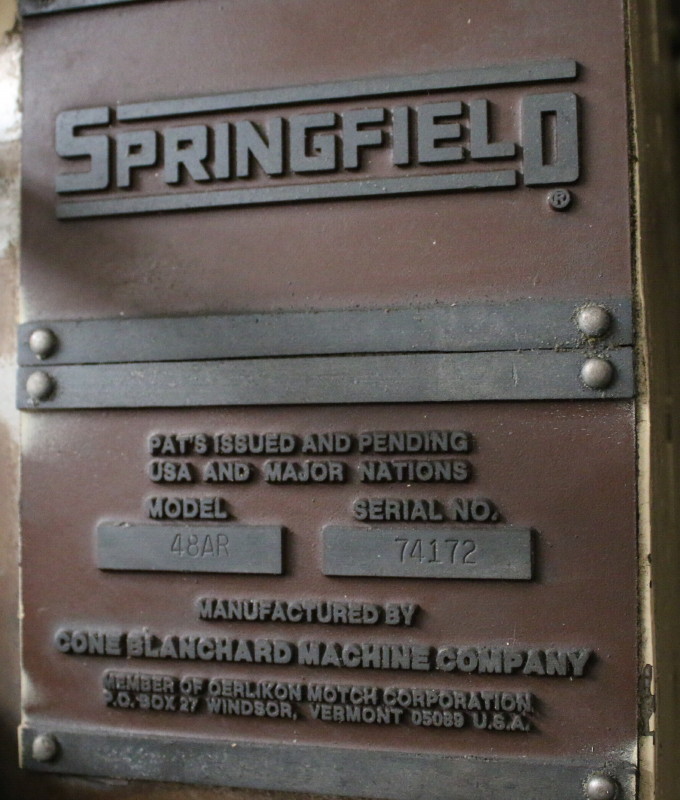 SPRINGFIELD
®
PAT'S ISSUED AND PENDING
USA AND MAJOR NATIONS
MODEL SERIAL NO.
48AR 74172
MANUFACTURED BY
CONE BLANCHARD MACHINE COMPANY
MEMBER OF OERLIKON MOTCH CORPORATION
P.O. BOX 27 WINDSOR, VERMONT 05089 U.S.A.